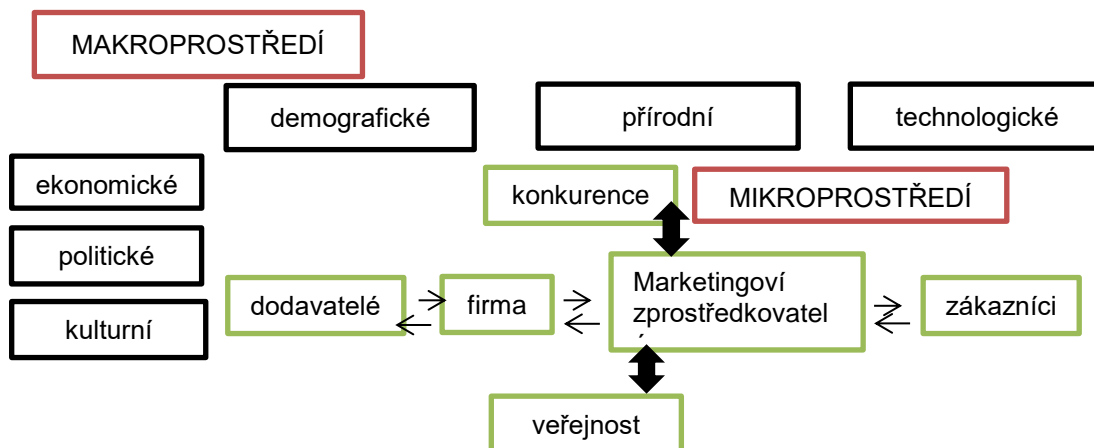 MAKROPROSTŘEDÍ
demografické
přírodní
technologické
ekonomické
konkurence
MIKROPROSTŘEDÍ
politické
Marketingoví
zprostředkovatel
dodavatelé
firma
zákazníci
kulturní
veřejnost